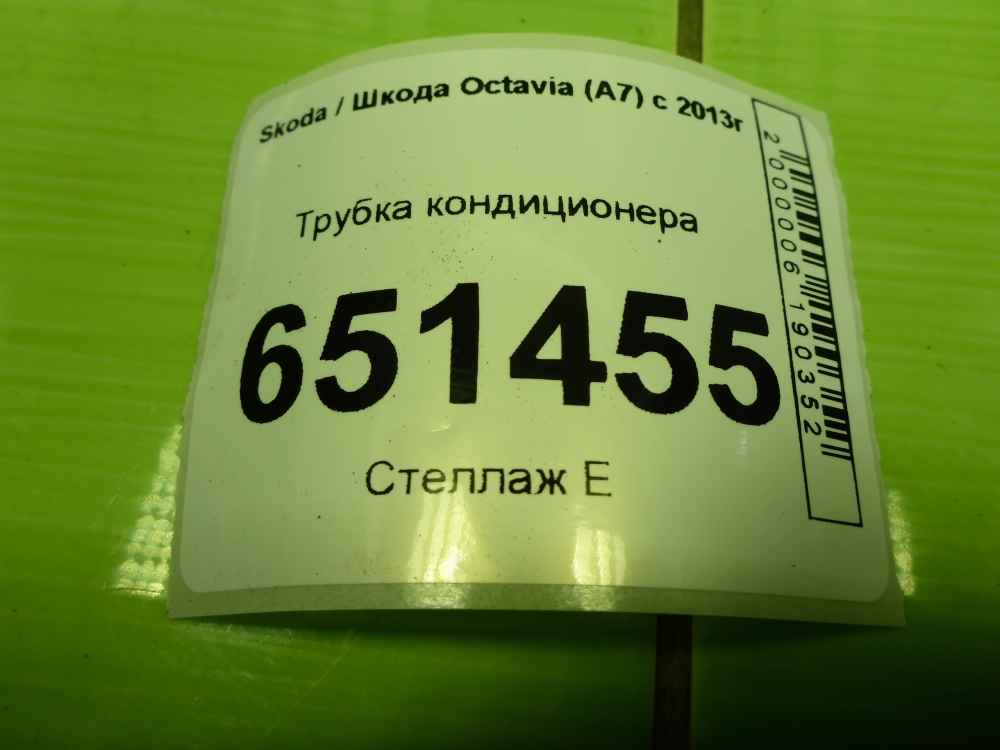 Skoda / Шкода Octavia (A7) с 2013г
Трубка кондиционера
651455
Стеллаж Е
2000006190352